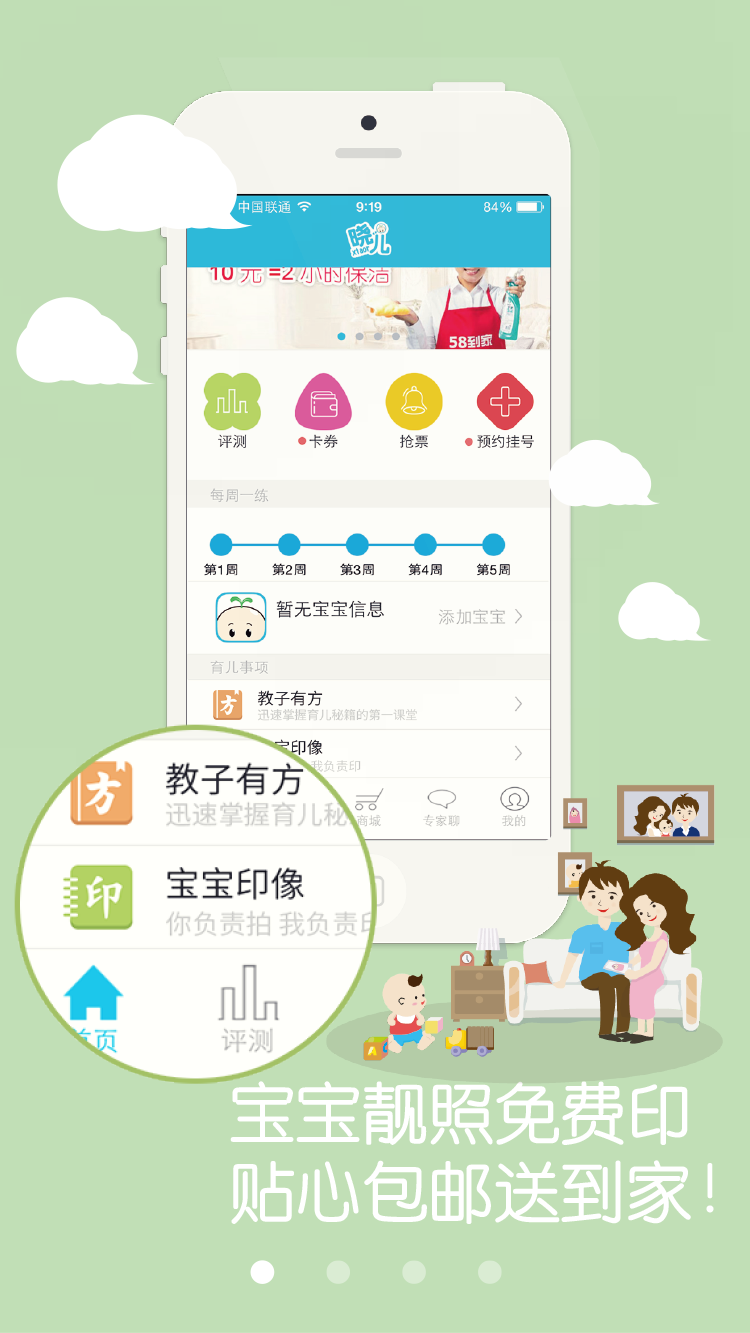 中国联通 9:19 84%
晓儿
10元=2小时保洁
58到家
评测 卡券 抢票 预约挂号
每周一练
第1周 第2周 第3周 第4周 第5周
暂无宝宝信息 添加宝宝
育儿事项
方 教子有方
迅速掌握育儿秘籍的第一课堂
宝印像
我负责印
商城 专家聊 我的
方 教子有方
迅速掌握育儿秘
印 宝宝印像
你负责拍 我负责印
首页 评测
A
宝宝靓照免费印
贴心包邮送到家!